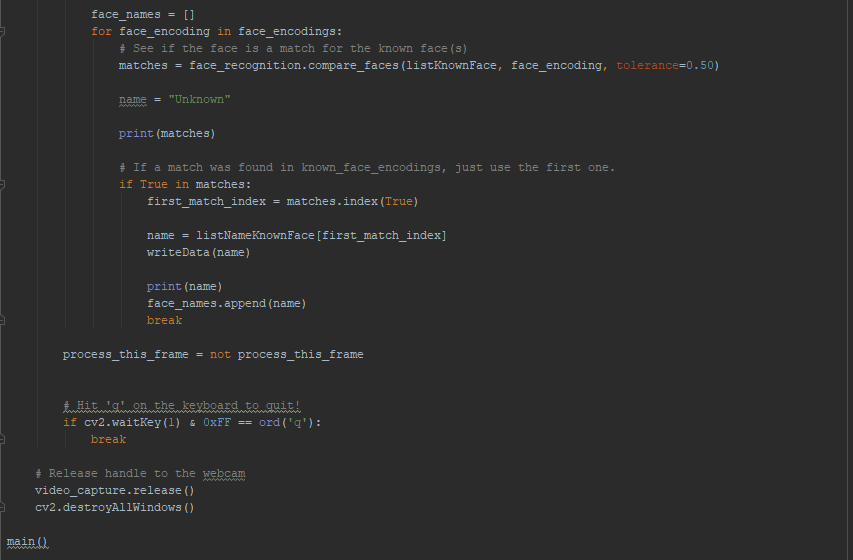 face_names = []
for face_encoding in face_encodings:
# See if the face is a match for the known face(s)
matches = face_recognition.compare_faces(listKnownFace, face_encoding, tolerance=0.50)
name = "Unknown"
print(matches)
# If a match was found in known_face_encodings, just use the first one.
if True in matches:
first_match_index = matches.index(True)
name = listNameKnownFace[first_match_index]
writeData(name)
print(name)
face_names.append(name)
break
process_this_frame = not process_this_frame
# Hit 'q' on the keyboard to quit!
if cv2.waitKey(1) & 0xFF == ord('q'):
break
# Release handle to the webcam
video_capture.release()
cv2.destroyAllWindows()
main()